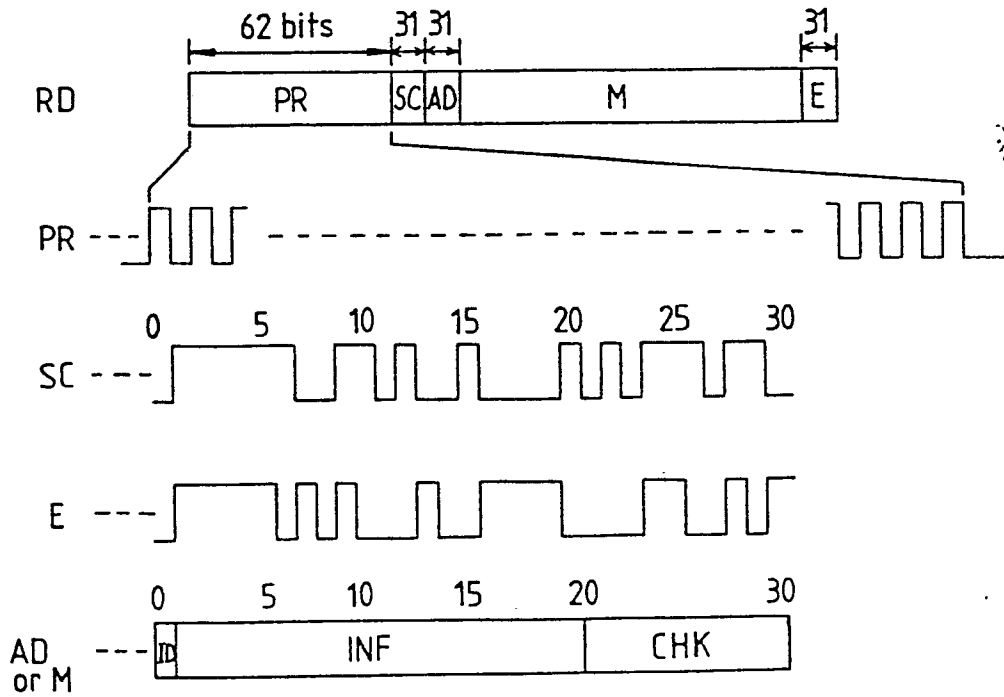 62 bits 31 31 31
RD PR SC AD M E
PR
0 5 10 15 20 25 30
SC
E
0 5 10 15 20 30
AD or M ID INF CHK